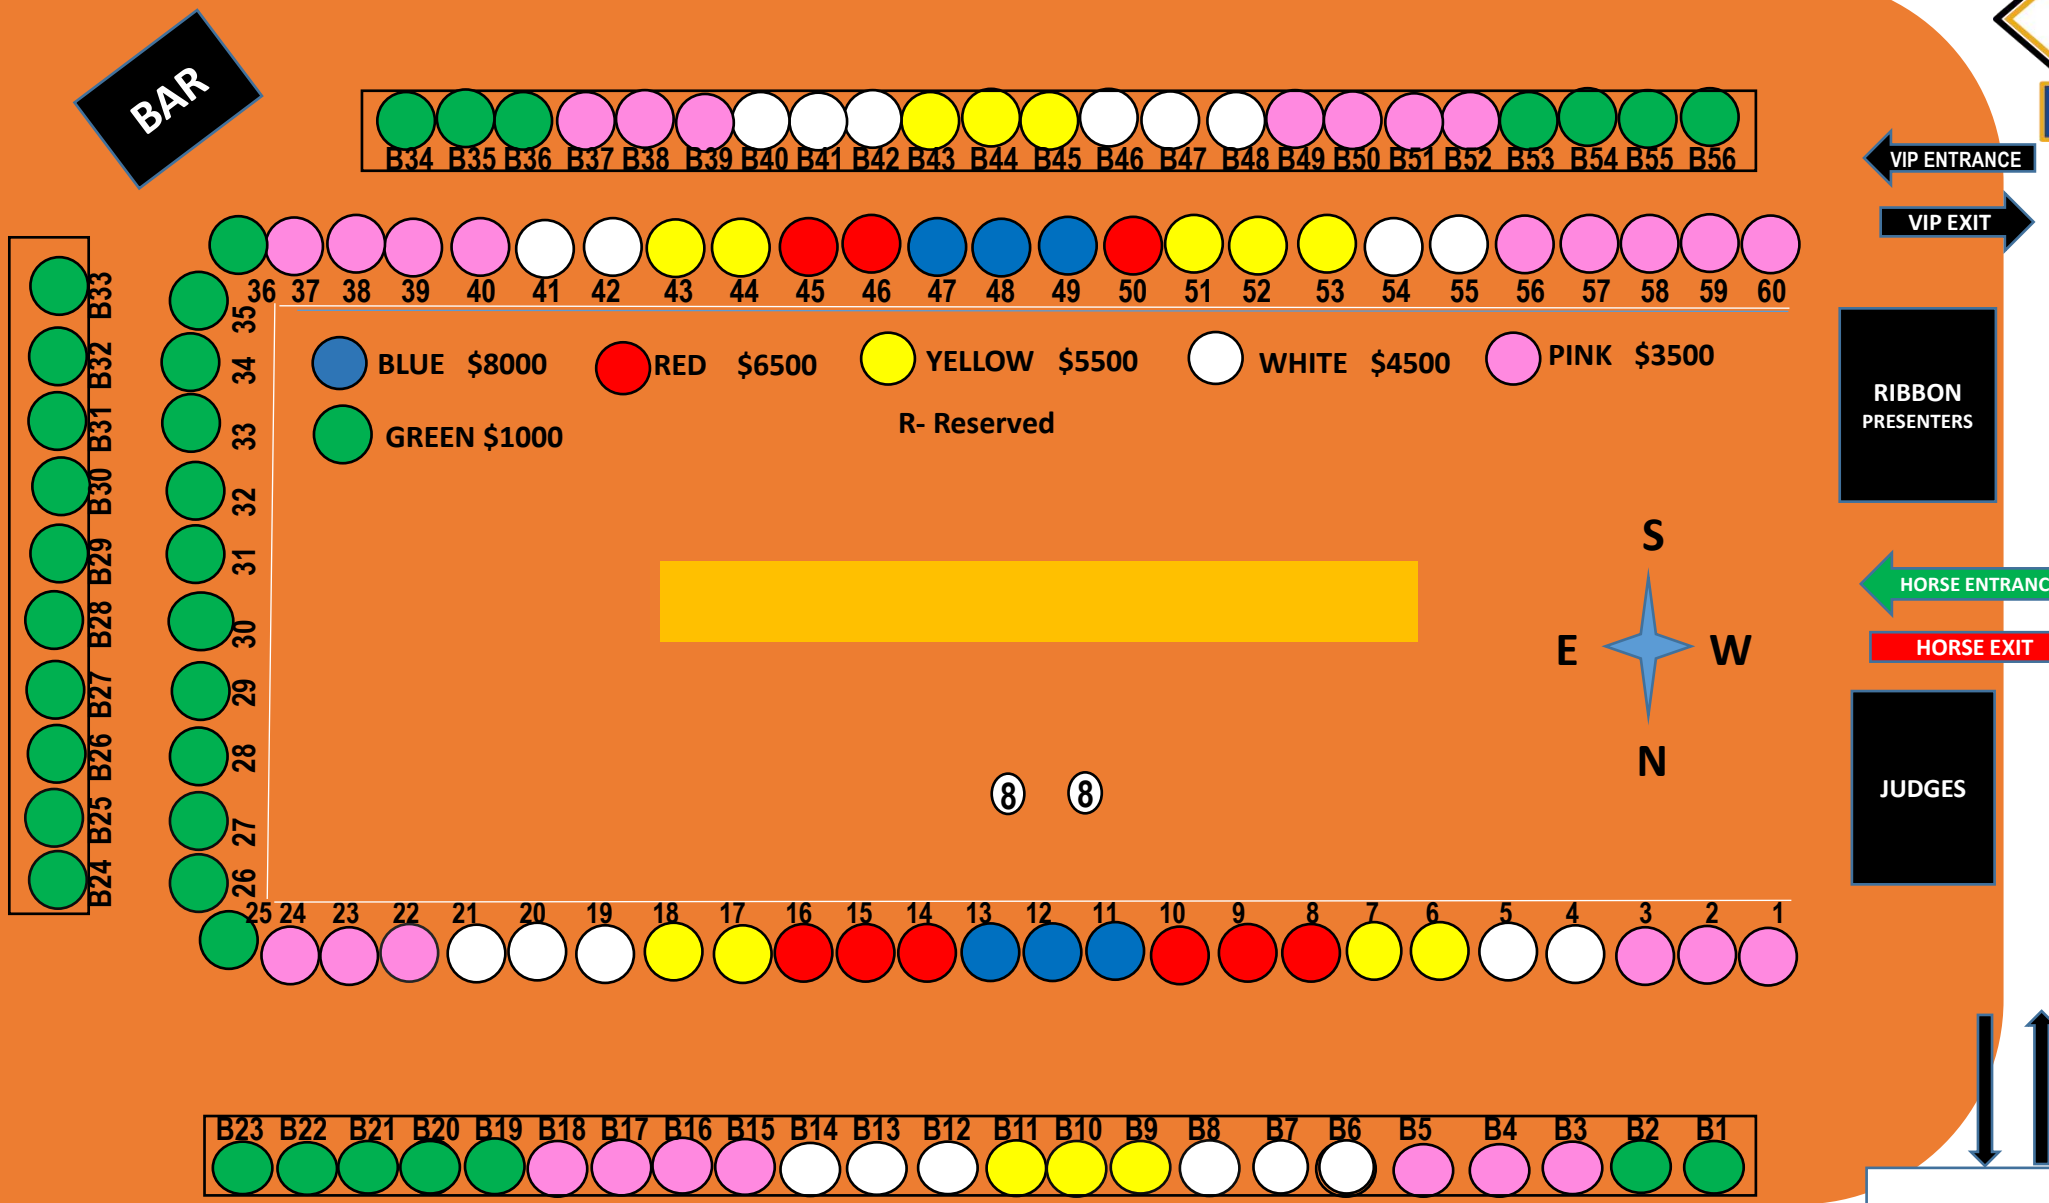 BAR
B34 B35 B36 B37 B38 B39 B40 B41 B42 B43 B44 B45 B46 B47 B48 B49 B50 B51 B52 B53 B54 B55 B56
VIP ENTRANCE
VIP EXIT
36 37 38 39 40 41 42 43 44 45 46 47 48 49 50 51 52 53 54 55 56 57 58 59 60
B33
B32
B31
B30
B29
B28
B27
B26
B25
B24
35
34
33
32
31
30
29
28
27
26
BLUE $8000 RED $6500 YELLOW $5500 WHITE $4500 PINK $3500
GREEN $1000
R- Reserved
RIBBON
PRESENTERS
S
E W
N
HORSE ENTRANC
HORSE EXIT
JUDGES
8 8
25 24 23 22 21 20 19 18 17 16 15 14 13 12 11 10 9 8 7 6 5 4 3 2 1
B23 B22 B21 B20 B19 B18 B17 B16 B15 B14 B13 B12 B11 B10 B9 B8 B7 B6 B5 B4 B3 B2 B1